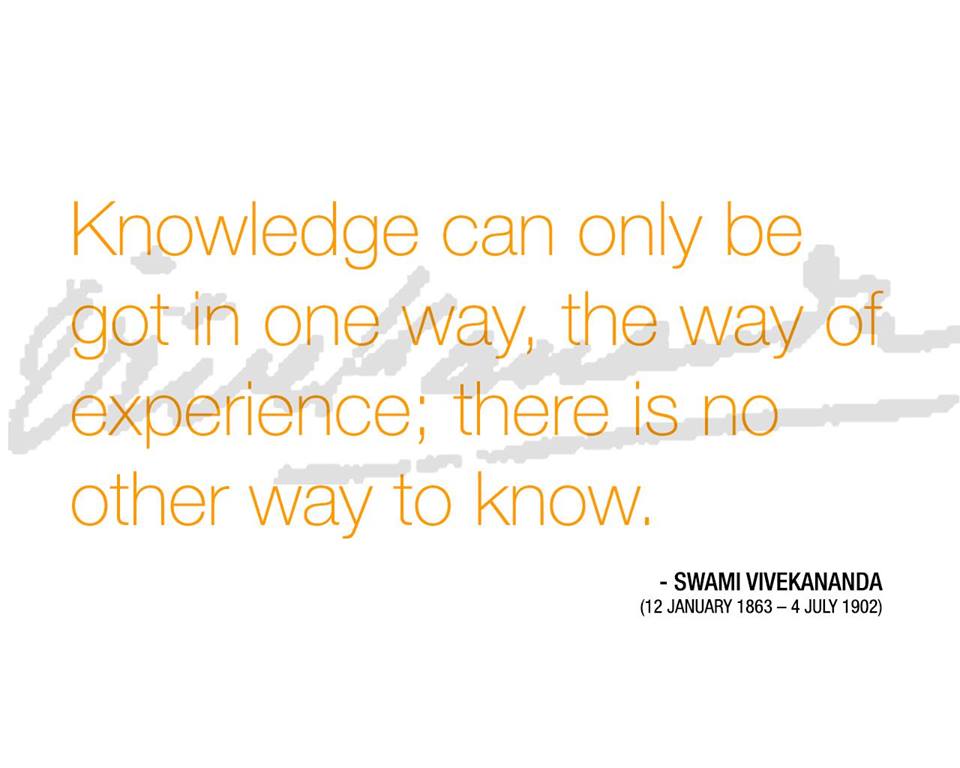 Knowledge can only be
got in one way, the way of
experience; there is no
other way to know.
- SWAMI VIVEKANANDA
(12 JANUARY 1863 – 4 JULY 1902)